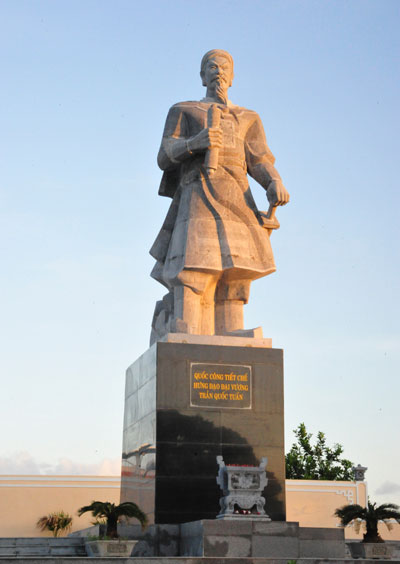 QUỐC CÔNG TIẾT CHẾ
HƯNG ĐẠO ĐẠI VƯƠNG
TRẦN QUỐC TUẤN